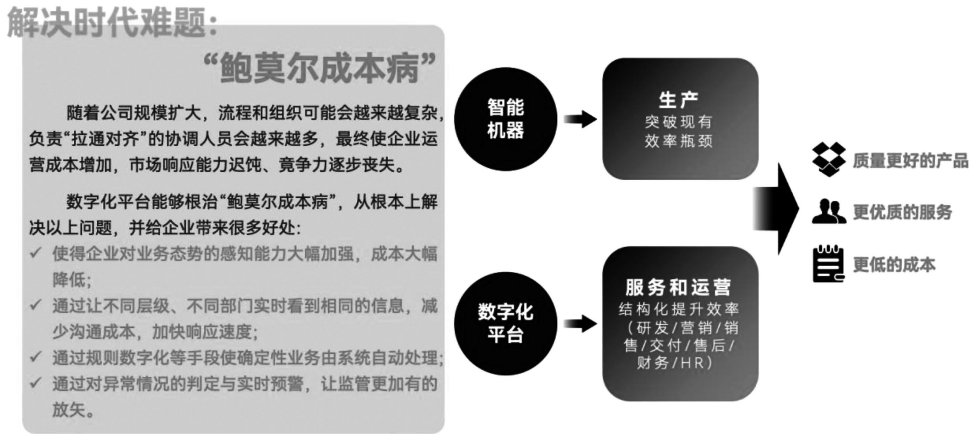 解决时代难题：
“鲍莫尔成本病”
随着公司规模扩大，流程和组织可能会越来越复杂，
负责“拉通对齐”的协调人员会越来越多，最终使企业运
营成本增加，市场响应能力迟钝、竞争力逐步丧失。
数字化平台能够根治“鲍莫尔成本病”，从根本上解
决以上问题，并给企业带来很多好处：
✓ 使得企业对业务态势的感知能力大幅加强，成本大幅
降低；
✓ 通过让不同层级、不同部门实时看到相同的信息，减
少沟通成本，加快响应速度；
✓ 通过规则数字化等手段使确定性业务由系统自动处理；
✓ 通过对异常情况的判定与实时预警，让监管更加有的
放矢。
智能
机器
生产
突破现有
效率瓶颈
数字化
平台
服务和运营
结构化提升效率
（研发/营销/销
售/交付/售后/
财务/HR）
质量更好的产品
更优质的服务
更低的成本